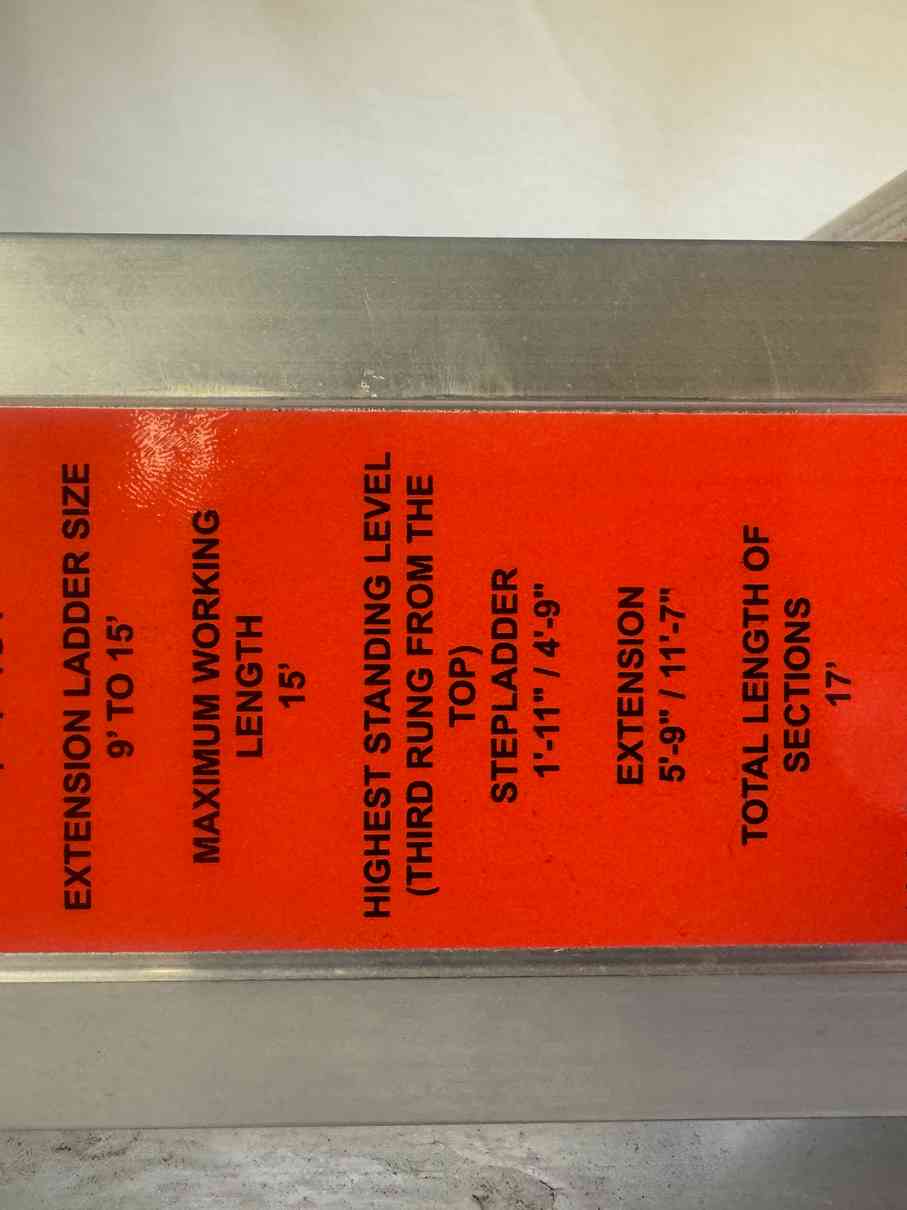 EXTENSION LADDER SIZE
9' TO 15'
MAXIMUM WORKING
LENGTH
15'
HIGHEST STANDING LEVEL
(THIRD RUNG FROM THE
TOP)
STEPLADDER
1'-11" / 4'-9"
EXTENSION
5'-9" / 11'-7"
TOTAL LENGTH OF
SECTIONS
17'